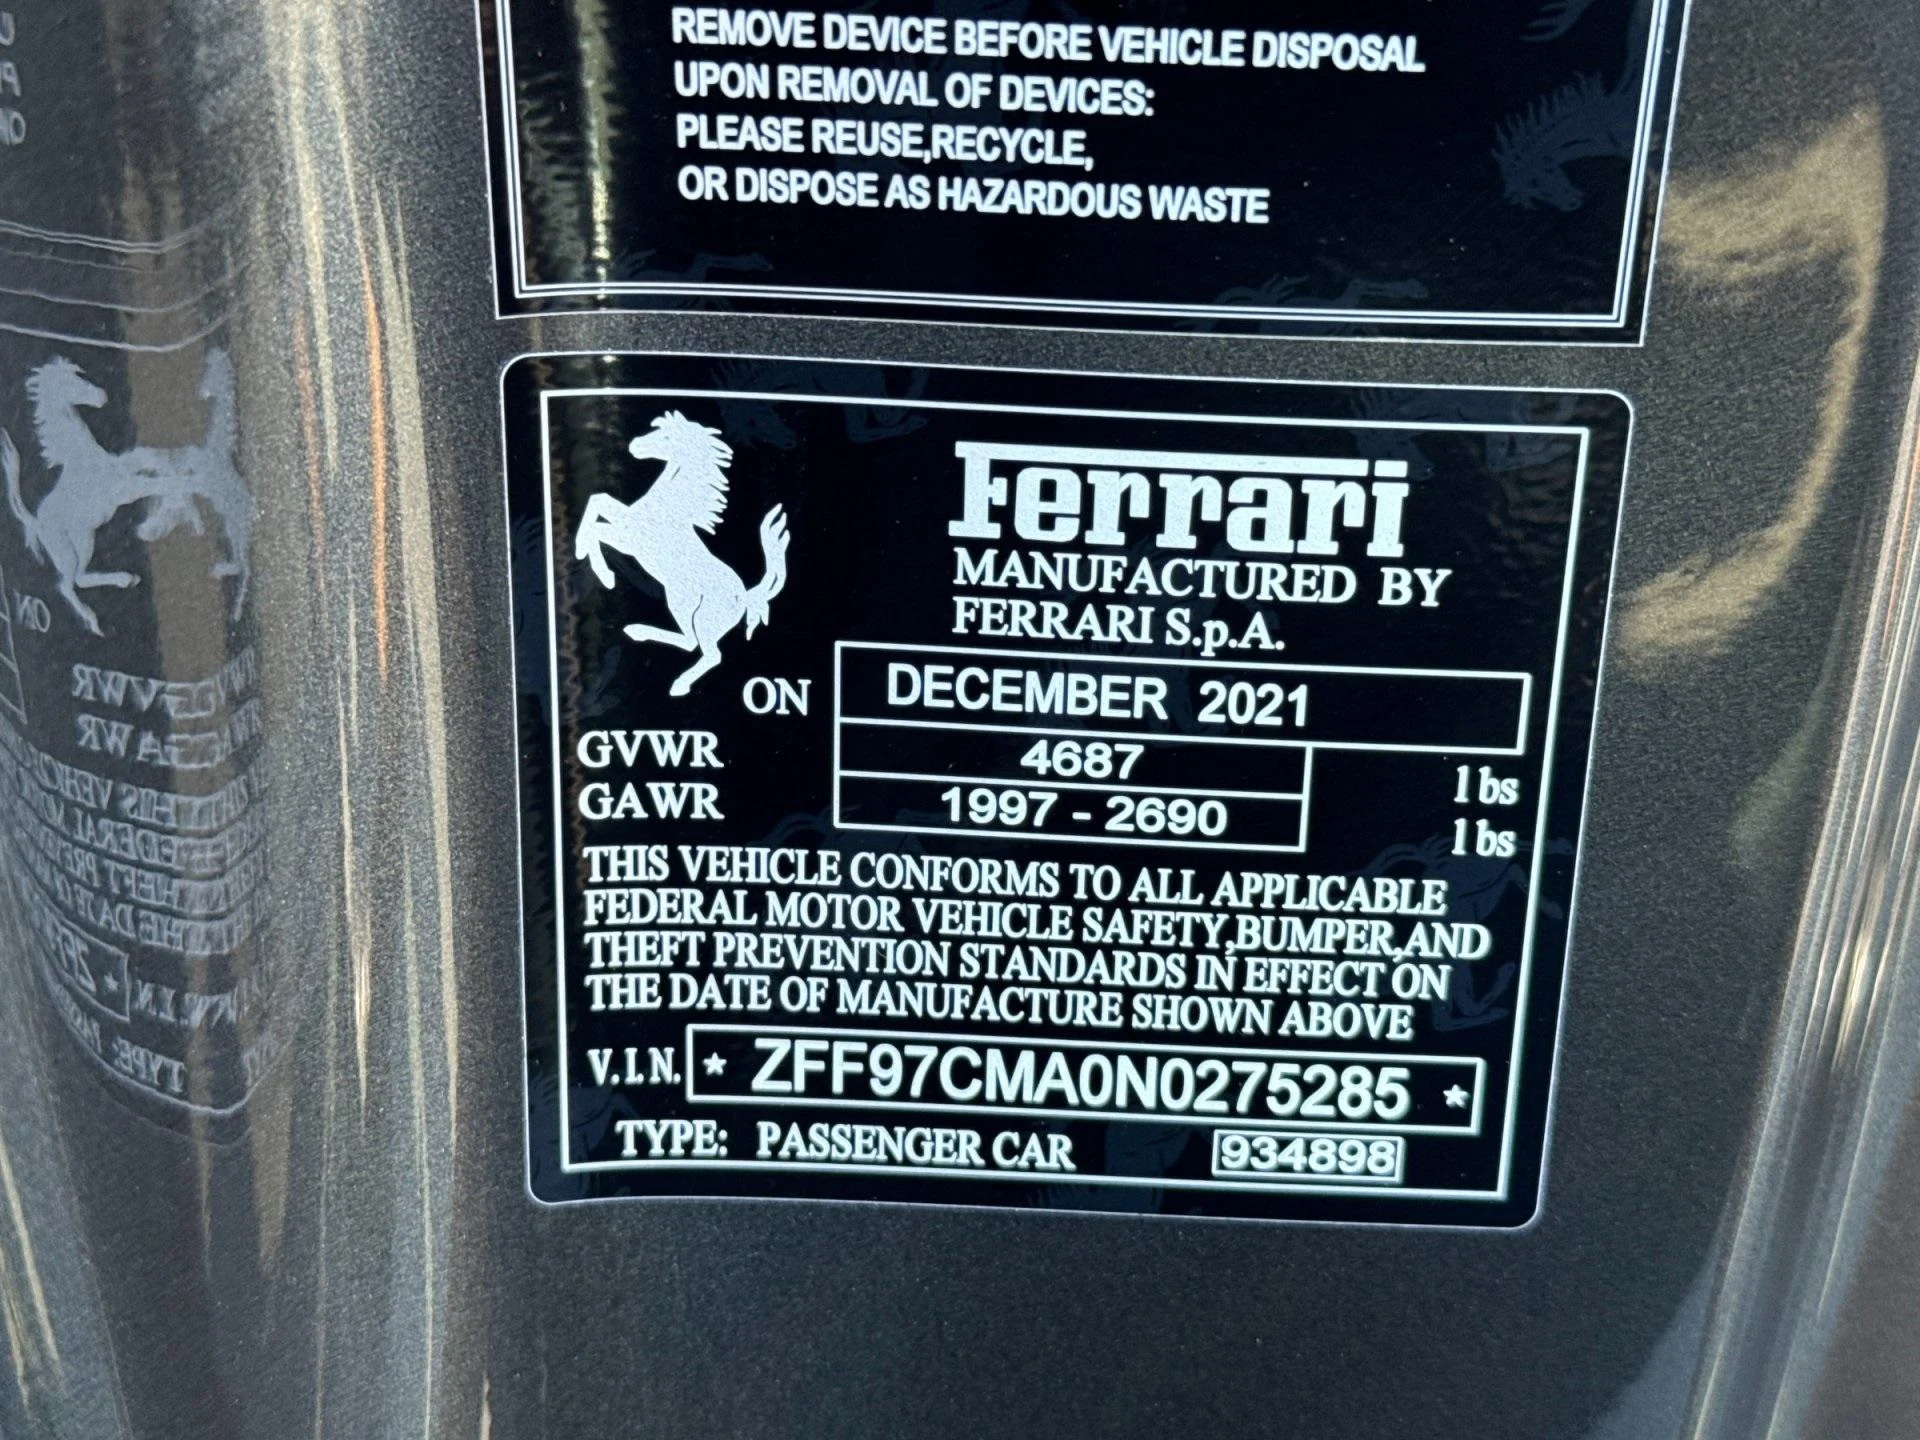 REMOVE DEVICE BEFORE VEHICLE DISPOSAL
UPON REMOVAL OF DEVICES:
PLEASE REUSE,RECYCLE,
OR DISPOSE AS HAZARDOUS WASTE
Ferrari
MANUFACTURED BY
FERRARI S.p.A.
ON DECEMBER 2021
GVWR 4687 lbs
GAWR 1997 - 2690 lbs
THIS VEHICLE CONFORMS TO ALL APPLICABLE
FEDERAL MOTOR VEHICLE SAFETY,BUMPER,AND
THEFT PREVENTION STANDARDS IN EFFECT ON
THE DATE OF MANUFACTURE SHOWN ABOVE
V.I.N. * ZFF97CMA0N0275285 *
TYPE: PASSENGER CAR 934898